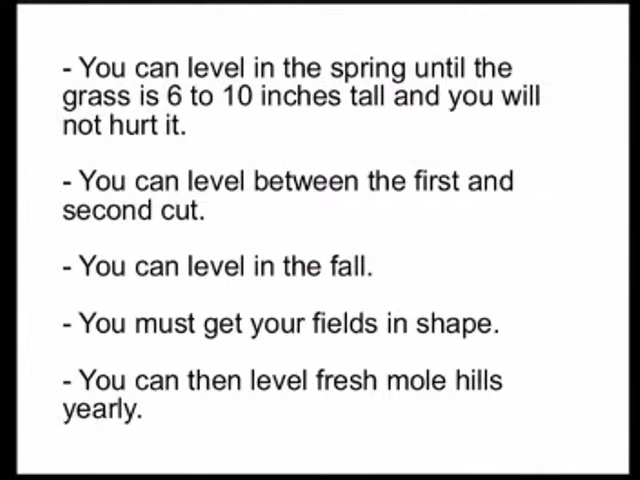 - You can level in the spring until the
grass is 6 to 10 inches tall and you will
not hurt it.
- You can level between the first and
second cut.
- You can level in the fall.
- You must get your fields in shape.
- You can then level fresh mole hills
yearly.